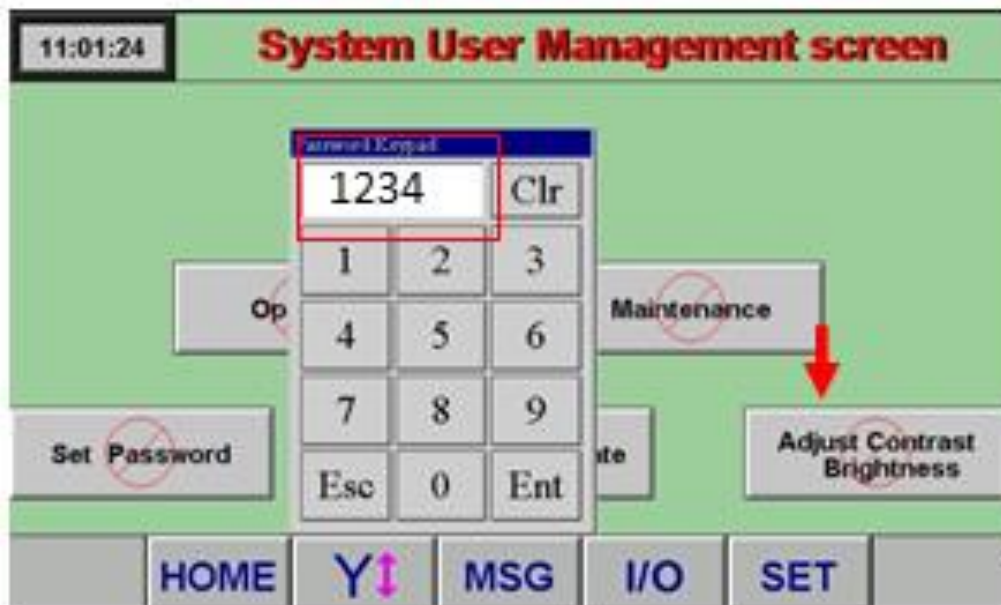 11:01:24
System User Management screen
Password Keypad
1234
Clr
1 2 3
Op
Maintenance
4 5 6
7 8 9
Set Password
te
Adjust Contrast
Brightness
Esc 0 Ent
HOME Y MSG I/O SET